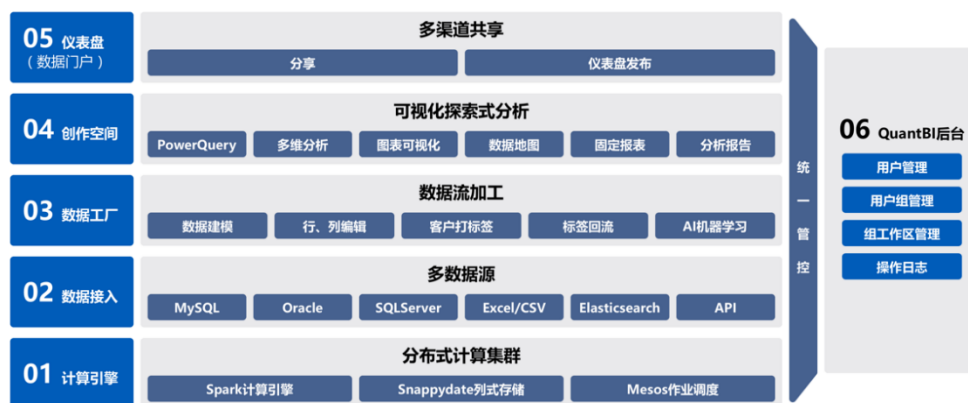 05 仪表盘
（数据门户）
多渠道共享
分享
仪表盘发布
04 创作空间
可视化探索式分析
PowerQuery
多维分析
图表可视化
数据地图
固定报表
分析报告
03 数据工厂
数据流加工
数据建模
行、列编辑
客户打标签
标签回流
AI机器学习
02 数据接入
多数据源
MySQL
Oracle
SQLServer
Excel/CSV
Elasticsearch
API
01 计算引擎
分布式计算集群
Spark计算引擎
Snappydate列式存储
Mesos作业调度
统一管控
06 QuantBI后台
用户管理
用户组管理
组工作区管理
操作日志